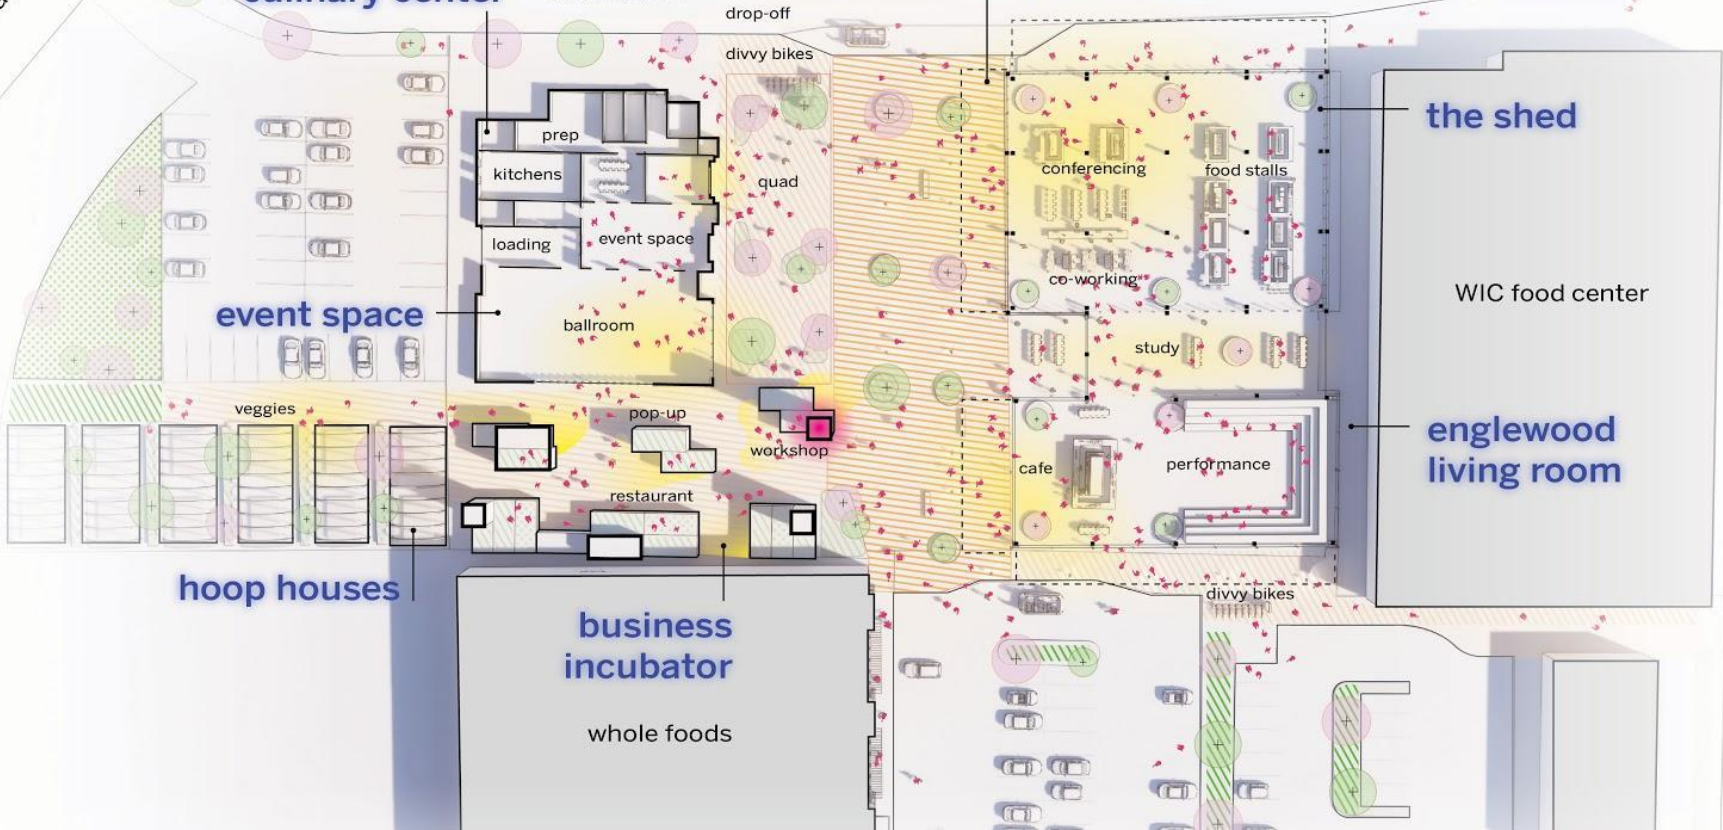 culinary center
drop-off
divvy bikes
prep
kitchens
quad
loading
event space
ballroom
event space
conferencing
food stalls
co-working
the shed
WIC food center
study
veggies
pop-up
workshop
restaurant
cafe
performance
englewood
living room
hoop houses
business
incubator
divvy bikes
whole foods